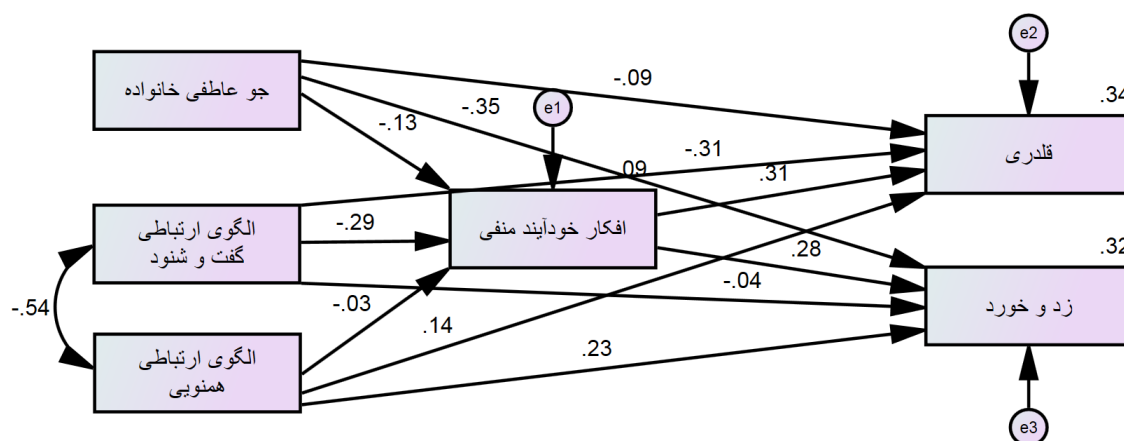 e2
-.09
.34
جو عاطفی خانواده
-.35
e1
-.13
قلدری
-.31
.09
.31
الگوی ارتباطی
گفت و شنود
-.29
افکار خودآیند منفی
.28
.32
-.04
-.54
-.03
زد و خورد
.14
.23
الگوی ارتباطی
همنوایی
e3